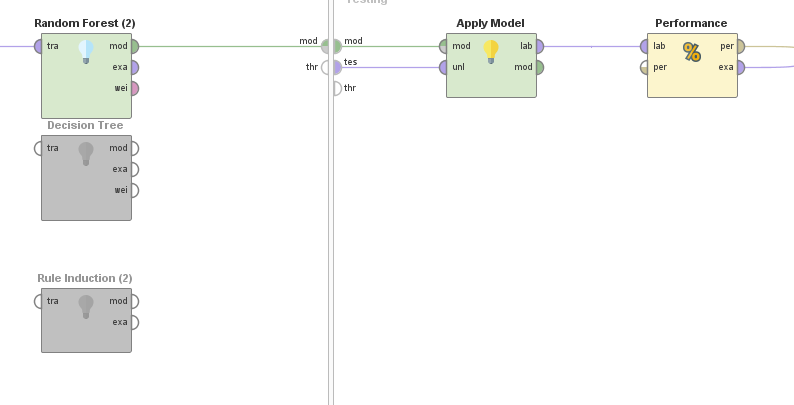 Testing
Random Forest (2)
tra
mod
exa
wei
Decision Tree
tra
mod
exa
wei
Rule Induction (2)
tra
mod
exa
mod
thr
mod
tes
thr
Apply Model
mod
lab
unl
mod
Performance
lab
per
%
per
exa